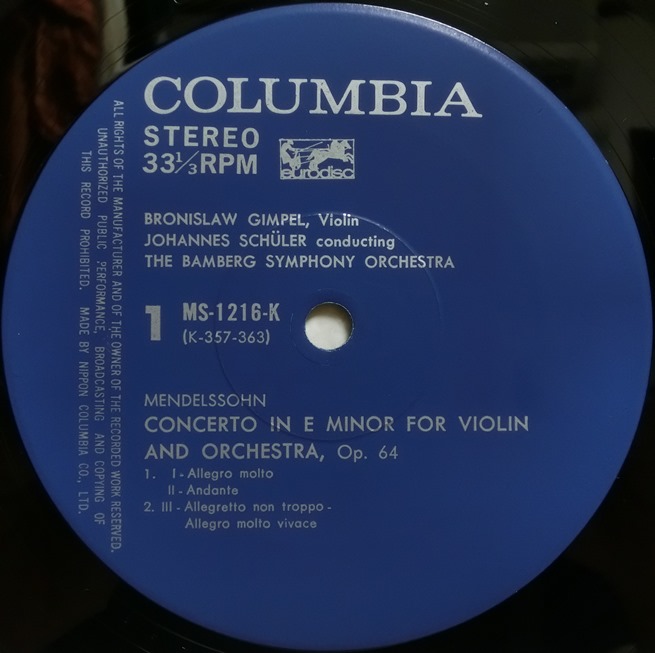 COLUMBIA
STEREO
33⅓RPM
eurodisc
BRONISLAW GIMPEL, Violin
JOHANNES SCHÜLER conducting
THE BAMBERG SYMPHONY ORCHESTRA
1 MS-1216-K
(K-357-363)
MENDELSSOHN
CONCERTO IN E MINOR FOR VIOLIN
AND ORCHESTRA, Op. 64
1. I - Allegro molto
II - Andante
2. III - Allegretto non troppo -
Allegro molto vivace
ALL RIGHTS OF THE MANUFACTURER AND OF THE OWNER OF THE RECORDED WORK RESERVED.
UNAUTHORIZED PUBLIC PERFORMANCE, BROADCASTING AND COPYING OF
THIS RECORD PROHIBITED. MADE BY NIPPON COLUMBIA CO., LTD.